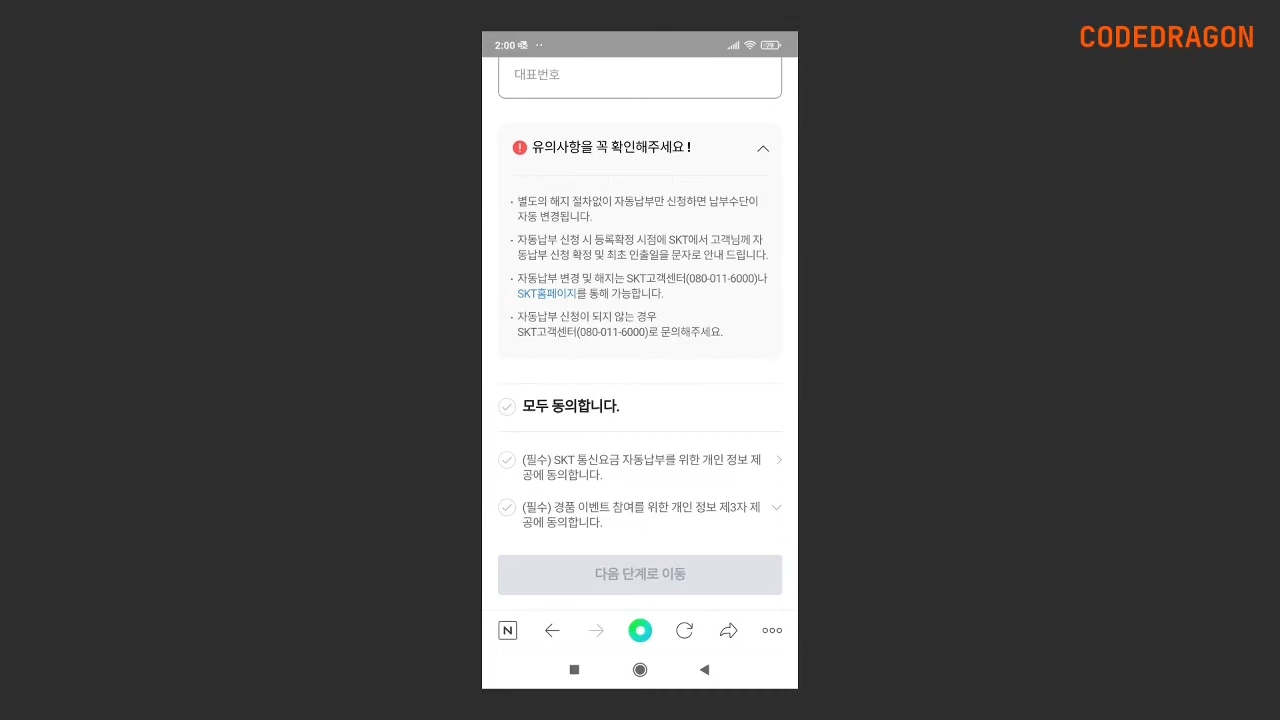 CODEDRAGON
2:00
79
대표번호
유의사항을 꼭 확인해주세요 !
· 별도의 해지 절차없이 자동납부만 신청하면 납부수단이
자동 변경됩니다.
· 자동납부 신청 시 등록확정 시점에 SKT에서 고객님께 자
동납부 신청 확정 및 최초 인출일을 문자로 안내 드립니다.
· 자동납부 변경 및 해지는 SKT고객센터(080-011-6000)나
SKT홈페이지를 통해 가능합니다.
· 자동납부 신청이 되지 않는 경우
SKT고객센터(080-011-6000)로 문의해주세요.
모두 동의합니다.
(필수) SKT 통신요금 자동납부를 위한 개인 정보 제
공에 동의합니다.
(필수) 경품 이벤트 참여를 위한 개인 정보 제3자 제
공에 동의합니다.
다음 단계로 이동
N